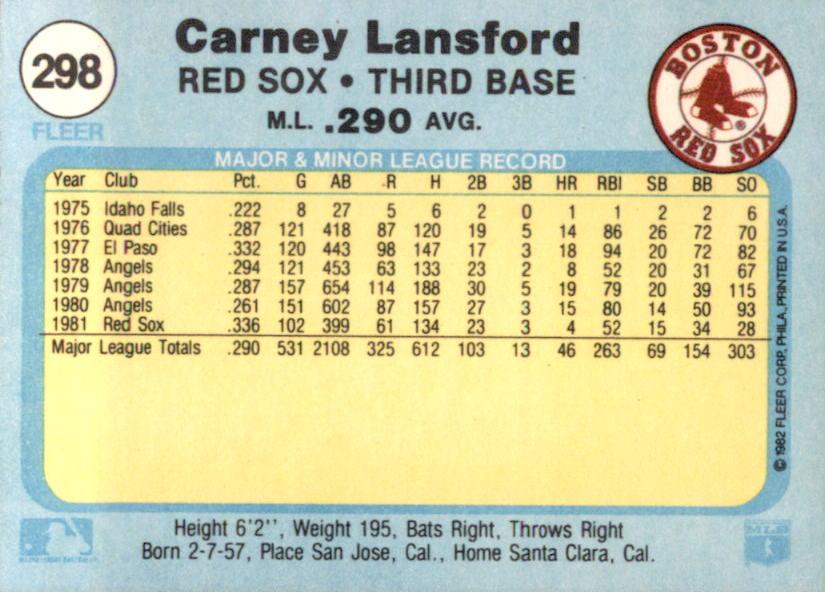 298
FLEER
Carney Lansford
RED SOX • THIRD BASE
M.L. .290 AVG.
BOSTON
RED SOX
®
MAJOR & MINOR LEAGUE RECORD
Year Club Pct. G AB R H 2B 3B HR RBI SB BB SO
1975 Idaho Falls .222 8 27 5 6 2 0 1 1 2 2 6
1976 Quad Cities .287 121 418 87 120 19 5 14 86 26 72 70
1977 El Paso .332 120 443 98 147 17 3 18 94 20 72 82
1978 Angels .294 121 453 63 133 23 2 8 52 20 31 67
1979 Angels .287 157 654 114 188 30 5 19 79 20 39 115
1980 Angels .261 151 602 87 157 27 3 15 80 14 50 93
1981 Red Sox .336 102 399 61 134 23 3 4 52 15 34 28
Major League Totals .290 531 2108 325 612 103 13 46 263 69 154 303
© 1982 FLEER CORP. PHILA., PRINTED IN U.S.A.
Height 6'2'', Weight 195, Bats Right, Throws Right
Born 2-7-57, Place San Jose, Cal., Home Santa Clara, Cal.